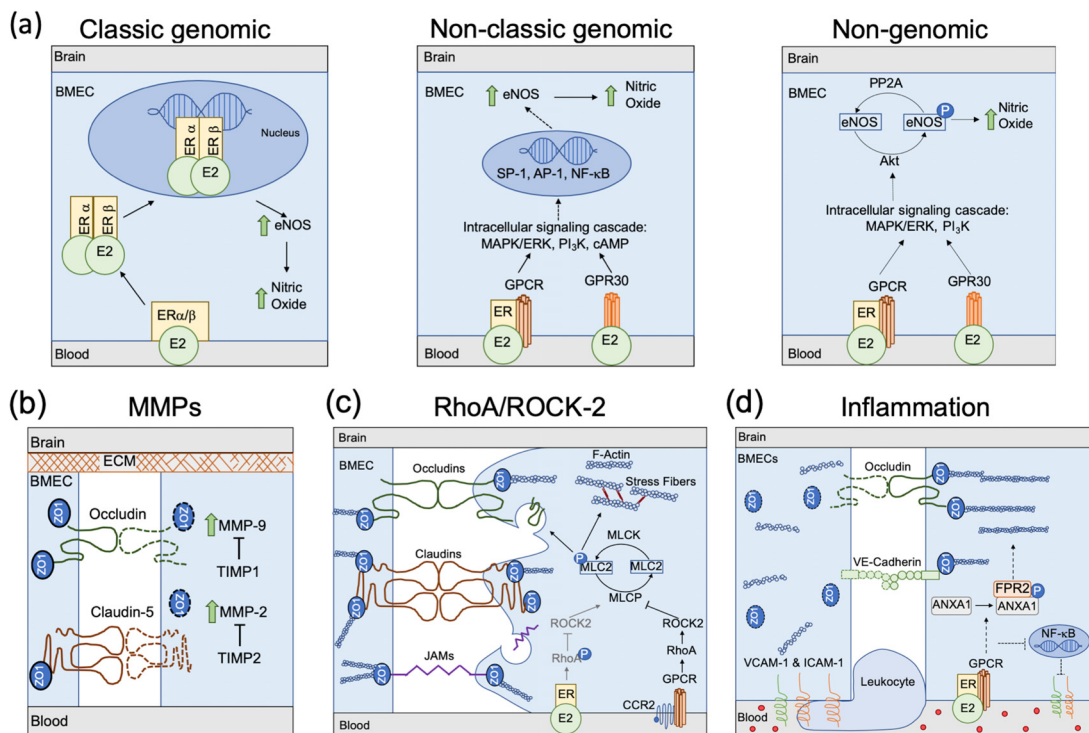 (a)
Classic genomic
Brain
BMEC
ER α
ER β
Nucleus
E2
ER α
ER β
E2
eNOS
Nitric
Oxide
ERα/β
E2
Blood
Non-classic genomic
Brain
BMEC
eNOS
Nitric
Oxide
SP-1, AP-1, NF-κB
Intracellular signaling cascade:
MAPK/ERK, PI3K, cAMP
GPCR
GPR30
ER
E2
E2
Blood
Non-genomic
Brain
BMEC
PP2A
eNOS
eNOS
P
Nitric
Oxide
Akt
Intracellular signaling cascade:
MAPK/ERK, PI3K
GPCR
GPR30
ER
E2
E2
Blood
(b)
MMPs
Brain
ECM
BMEC
ZO1
Occludin
ZO1
MMP-9
ZO1
TIMP1
Claudin-5
ZO1
MMP-2
TIMP2
ZO1
Blood
(c)
RhoA/ROCK-2
Brain
BMEC
Occludins
ZO1
F-Actin
Stress Fibers
ZO1
MLCK
Claudins
P
ZO1
ZO1
MLC2
MLC2
ZO1
ZO1
MLCP
ROCK2
ROCK2
JAMs
RhoA
P
RhoA
ZO1
ZO1
GPCR
ER
CCR2
E2
Blood
(d)
Inflammation
Brain
BMECs
ZO1
Occludin
ZO1
ZO1
ZO1
ZO1
VE-Cadherin
ZO1
ZO1
FPR2
P
ANXA1
ANXA1
ZO1
NF-κB
VCAM-1 & ICAM-1
GPCR
Leukocyte
ER
E2
Blood